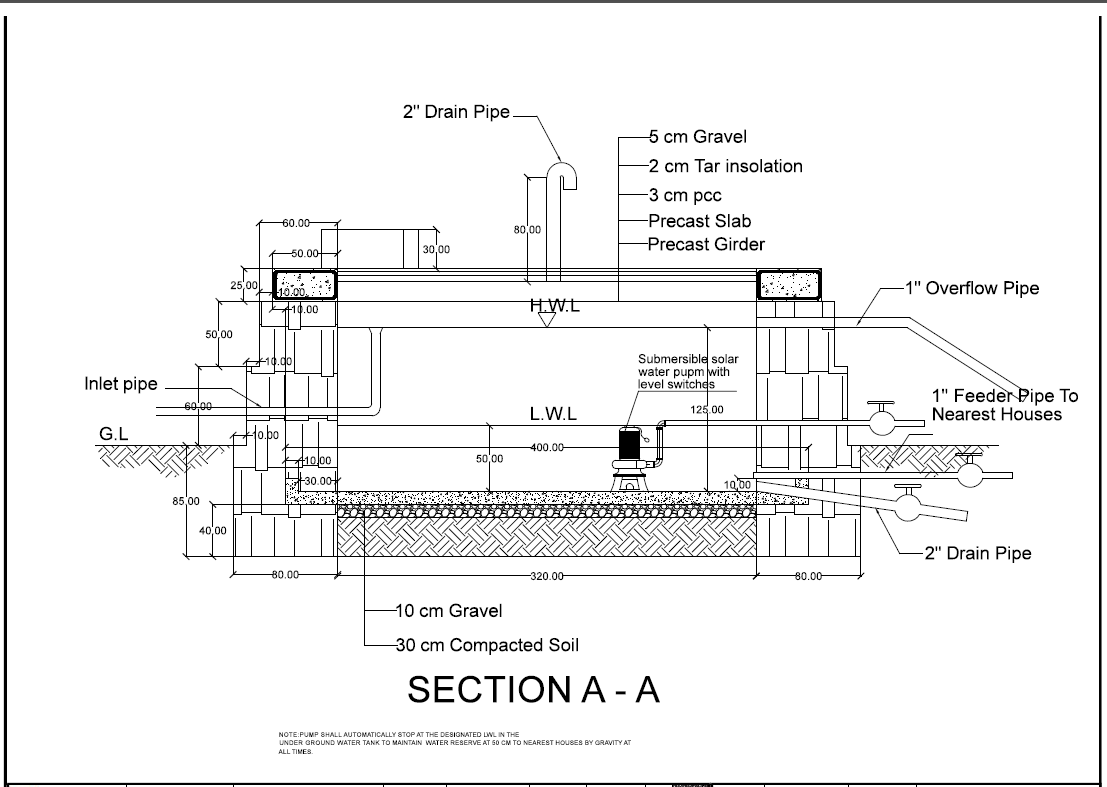 2" Drain Pipe
5 cm Gravel
2 cm Tar insolation
3 cm pcc
Precast Slab
Precast Girder
60.00
80.00
30.00
50.00
25.00
10.00
10.00
H.W.L
1" Overflow Pipe
50.00
10.00
Submersible solar
water pupm with
level switches
Inlet pipe
60.00
125.00
1" Feeder Pipe To
Nearest Houses
L.W.L
G.L
10.00
400.00
10.00
50.00
30.00
10.00
85.00
40.00
2" Drain Pipe
80.00
320.00
80.00
10 cm Gravel
30 cm Compacted Soil
SECTION A - A
NOTE:PUMP SHALL AUTOMATICALLY STOP AT THE DESIGNATED LWL IN THE
UNDER GROUND WATER TANK TO MAINTAIN WATER RESERVE AT 50 CM TO NEAREST HOUSES BY GRAVITY AT
ALL TIMES.